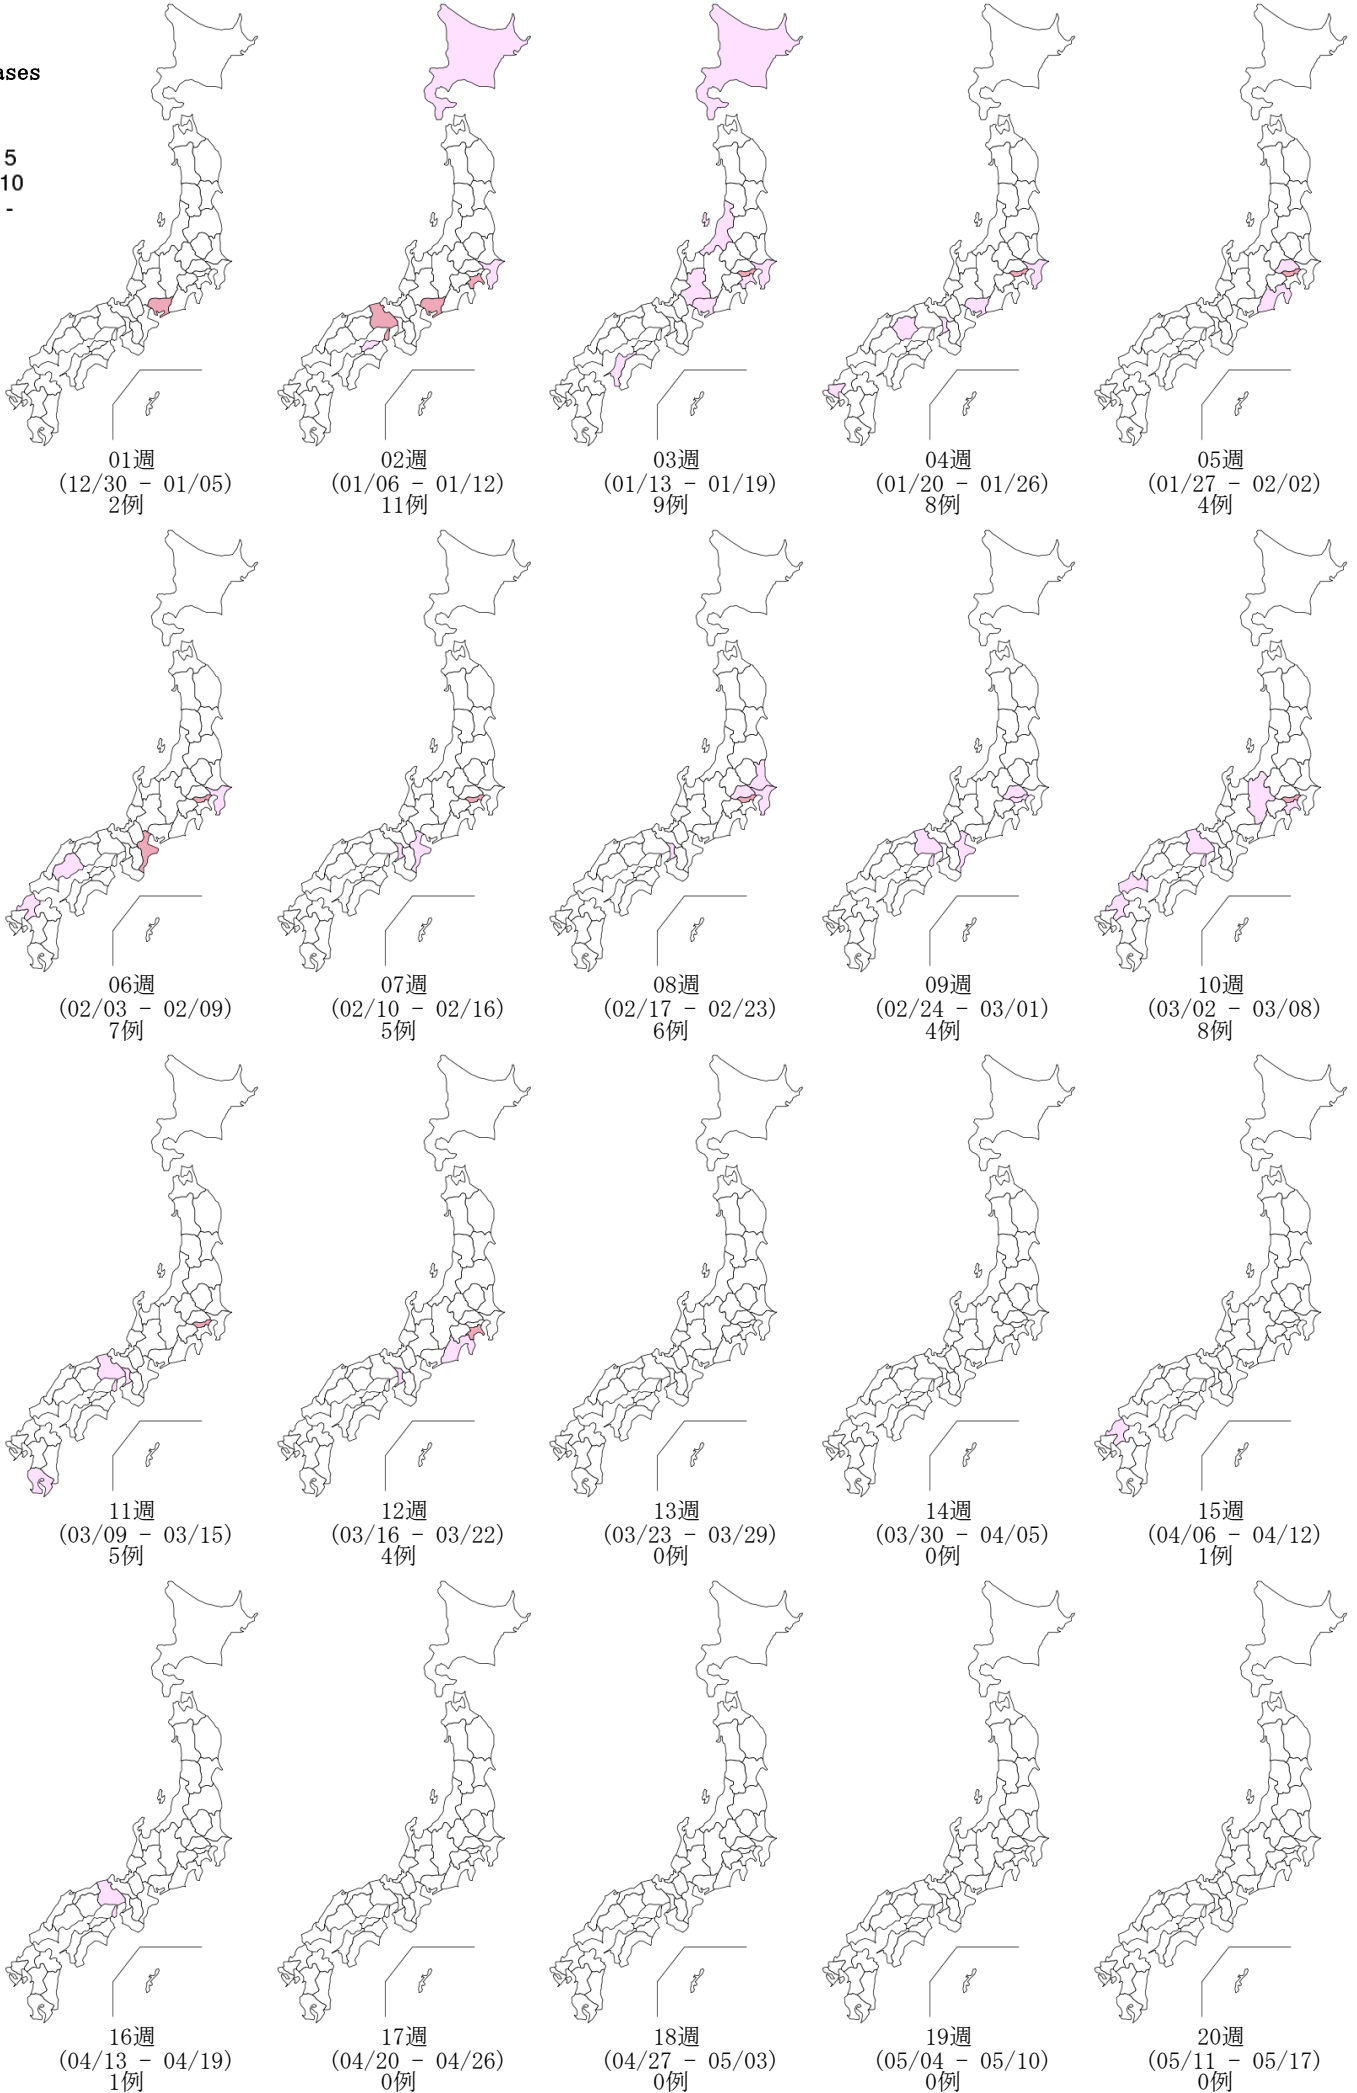 ases
5
10
-
01週
(12/30 - 01/05)
2例
02週
(01/06 - 01/12)
11例
03週
(01/13 - 01/19)
9例
04週
(01/20 - 01/26)
8例
05週
(01/27 - 02/02)
4例
06週
(02/03 - 02/09)
7例
07週
(02/10 - 02/16)
5例
08週
(02/17 - 02/23)
6例
09週
(02/24 - 03/01)
4例
10週
(03/02 - 03/08)
8例
11週
(03/09 - 03/15)
5例
12週
(03/16 - 03/22)
4例
13週
(03/23 - 03/29)
0例
14週
(03/30 - 04/05)
0例
15週
(04/06 - 04/12)
1例
16週
(04/13 - 04/19)
1例
17週
(04/20 - 04/26)
0例
18週
(04/27 - 05/03)
0例
19週
(05/04 - 05/10)
0例
20週
(05/11 - 05/17)
0例